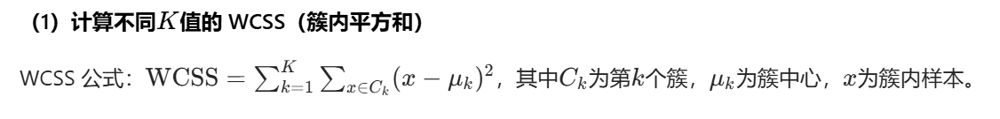 （1）计算不同K值的 WCSS（簇内平方和）
WCSS 公式：WCSS = ∑_{k=1}^{K} ∑_{x∈C_k} (x − μ_k)²，其中C_k为第k个簇，μ_k为簇中心，x为簇内样本。